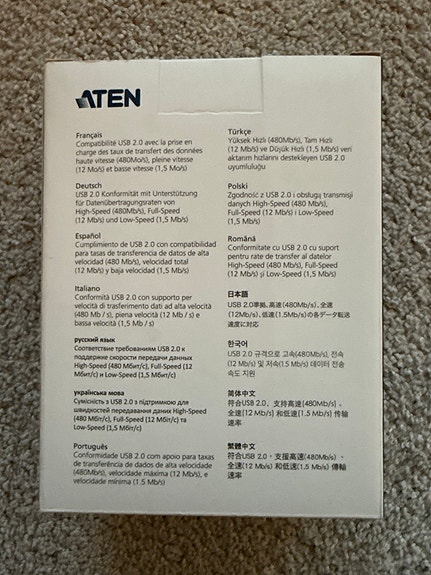 ATEN
Français
Compatibilité USB 2.0 avec la prise en
charge des taux de transfert des données
haute vitesse (480Mo/s), pleine vitesse
(12 Mo/s) et basse vitesse (1,5 Mo/s)
Deutsch
USB 2.0 Konformität mit Unterstützung
für Datenübertragungsraten von
High-Speed (480Mb/s), Full-Speed
(12 Mb/s) und Low-Speed (1,5 Mb/s)
Español
Cumplimiento de USB 2.0 con compatibilidad
para tasas de transferencia de datos de alta
velocidad (480 Mb/s), velocidad total
(12 Mb/s) y baja velocidad (1,5 Mb/s)
Italiano
Conformità USB 2.0 con supporto per
velocità di trasferimento dati ad alta velocità
(480 Mb / s), piena velocità (12 Mb / s) e
bassa velocità (1,5 Mb / s)
русский язык
Соответствие требованиям USB 2.0 к
поддержке скорости передачи данных
High-Speed (480 Мбит/с), Full-Speed (12
Мбит/с) и Low-Speed (1,5 Мбит/с)
українська мова
Сумісність з USB 2.0 з підтримкою для
швидкостей передавання даних High-Speed
(480 Мбит/с), Full-Speed (12 Мбит/с) та
Low-Speed (1,5 Мбит/с)
Português
Conformidade USB 2.0 com apoio para taxas
de transferência de dados de alta velocidade
(480Mb/s), velocidade máxima (12 Mb/s), e
velocidade mínima (1.5 Mb/s)
Türkçe
Yüksek Hızlı (480Mb/s), Tam Hızlı
(12 Mb/s) ve Düşük Hızlı (1,5 Mb/s) veri
aktarım hızlarını destekleyen USB 2.0
uyumluluğu
Polski
Zgodność z USB 2.0 i obsługą transmisji
danych High-Speed (480 Mb/s),
Full-Speed (12 Mb/s) i Low-Speed
(1,5 Mb/s)
Română
Conformitate cu USB 2.0 cu suport
pentru rate de transfer al datelor
High-Speed (480 Mb/s), Full-Speed
(12 Mb/s) și Low-Speed (1,5 Mb/s)
日本語
USB 2.0準拠。高速(480Mb/s)、全速
(12Mb/s)、低速(1.5Mb/s)の各データ転送
速度に対応
한국어
USB 2.0 규격으로 고속(480Mb/s), 전속
(12 Mb/s) 및 저속(1.5 Mb/s) 데이터 전송
속도 지원
简体中文
符合USB 2.0，支持高速(480Mb/s)、
全速(12 Mb/s) 和低速(1.5 Mb/s) 传输
速率
繁體中文
符合USB 2.0，支援高速(480Mb/s)、
全速(12 Mb/s) 和低速(1.5 Mb/s) 傳輸
速率